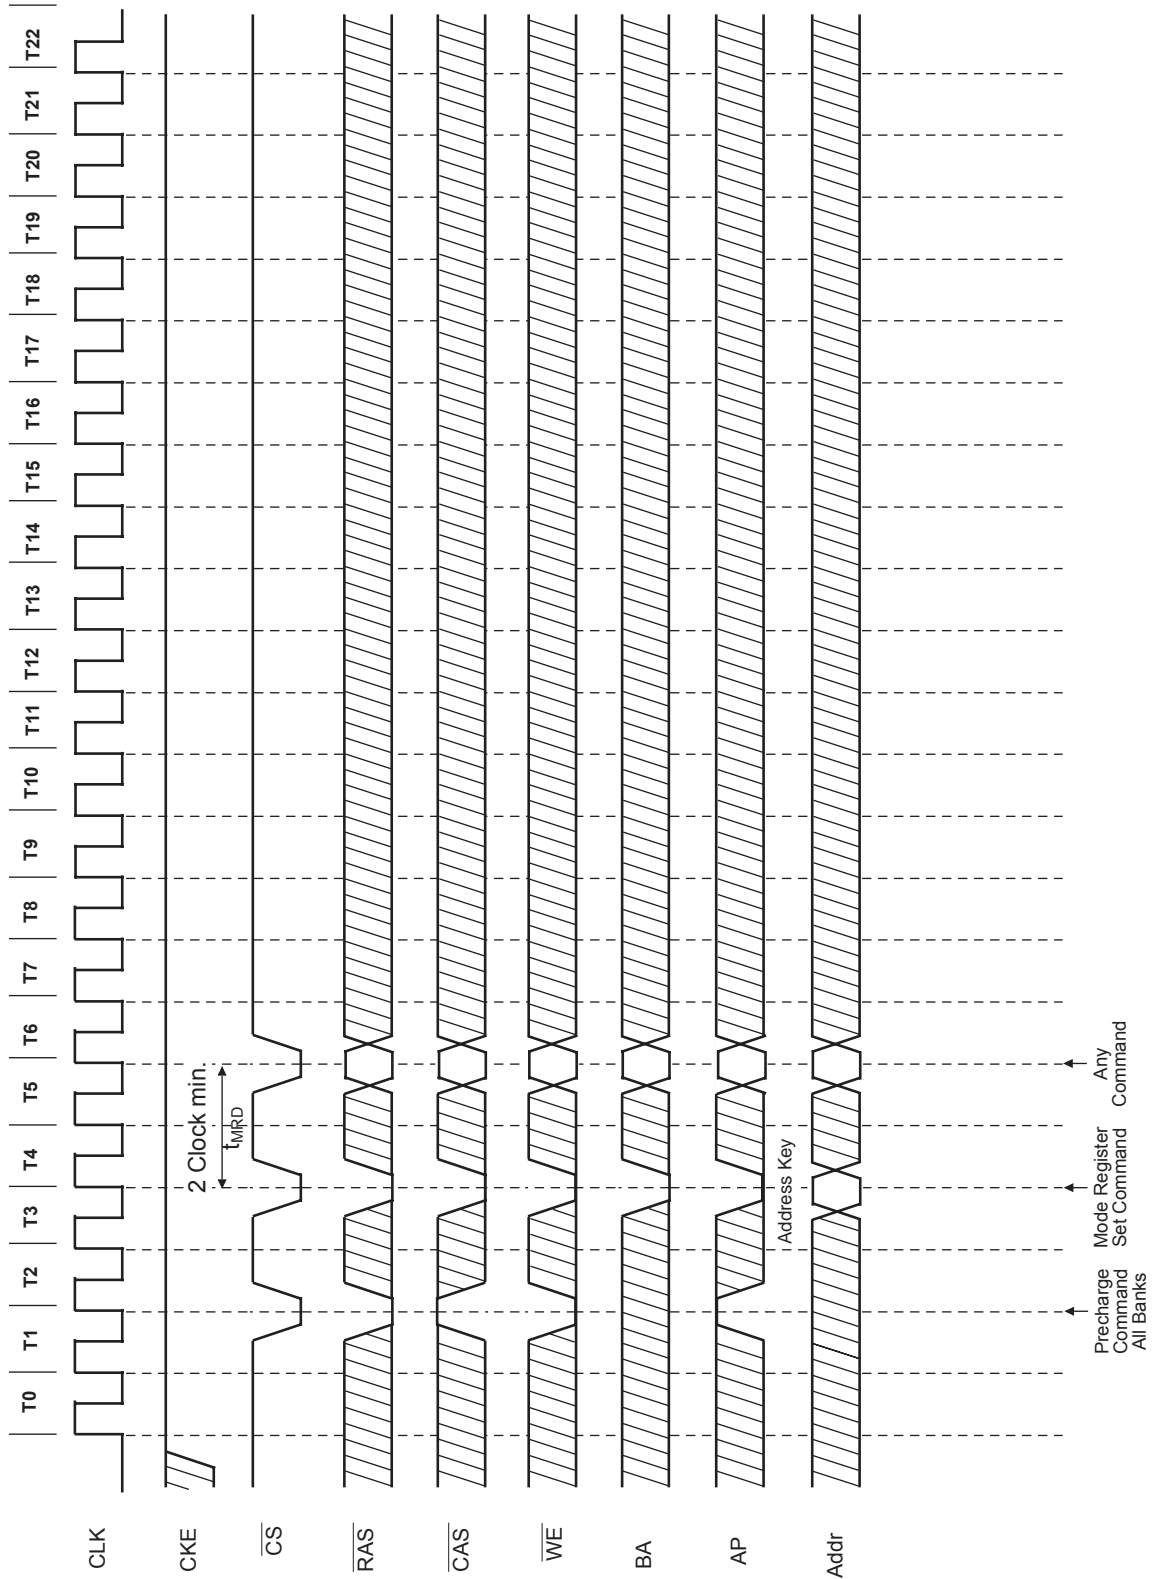 T0 T1 T2 T3 T4 T5 T6 T7 T8 T9 T10 T11 T12 T13 T14 T15 T16 T17 T18 T19 T20 T21 T22
CLK
CKE
2 Clock min.
tMRD
CS
RAS
CAS
WE
BA
AP
Address Key
Addr
Precharge
Command
All Banks
Mode Register
Set Command
Any
Command